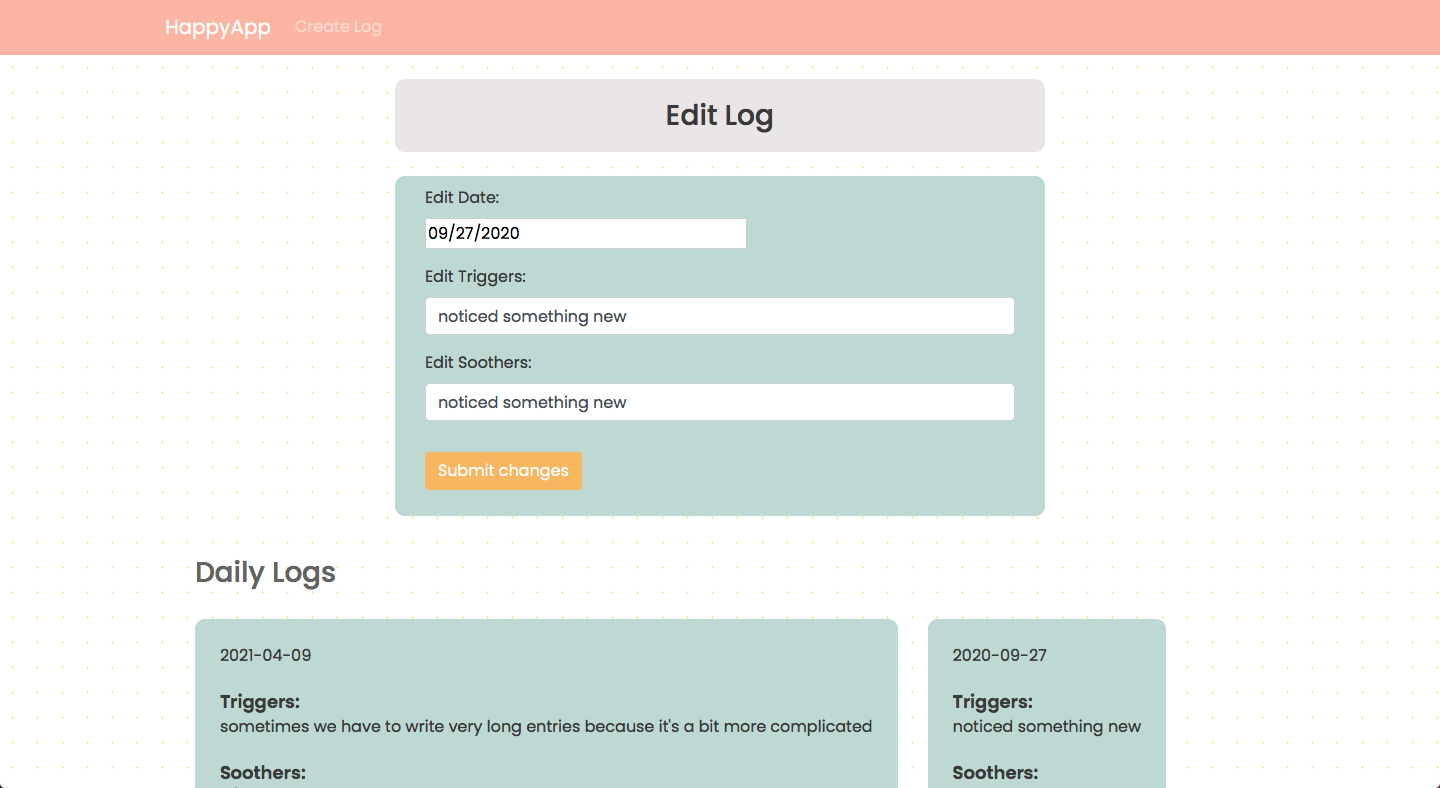 HappyApp Create Log
Edit Log
Edit Date:
09/27/2020
Edit Triggers:
noticed something new
Edit Soothers:
noticed something new
Submit changes
Daily Logs
2021-04-09
Triggers:
sometimes we have to write very long entries because it's a bit more complicated
Soothers:
2020-09-27
Triggers:
noticed something new
Soothers: